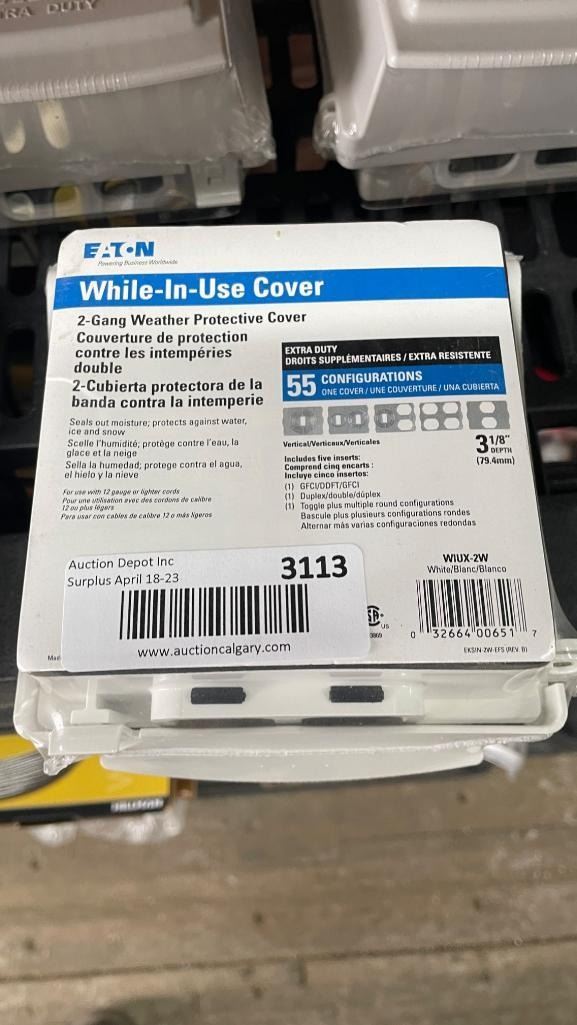 RA DUTY
EATON
Powering Business Worldwide
While-In-Use Cover
2-Gang Weather Protective Cover
Couverture de protection
contre les intempéries
double
2-Cubierta protectora de la
banda contra la intemperie
Seals out moisture; protects against water,
ice and snow
Scelle l'humidité; protège contre l'eau, la
glace et la neige
Sella la humedad; protege contra el agua,
el hielo y la nieve
For use with 12 gauge or lighter cords
Pour une utilisation avec des cordons de calibre
12 ou plus légers
Para usar con cables de calibre 12 o más ligeros
EXTRA DUTY
DROITS SUPPLÉMENTAIRES / EXTRA RESISTENTE
55 CONFIGURATIONS
ONE COVER / UNE COUVERTURE / UNA CUBIERTA
Vertical/Verticaux/Verticales
3 1/8"
DEPTH
(79.4mm)
Includes five inserts:
Comprend cinq encarts :
Incluye cinco insertos:
(1) GFCI/DDFT/GFCI
(1) Duplex/double/dúplex
(1) Toggle plus multiple round configurations
Bascule plus plusieurs configurations rondes
Alternar más varias configuraciones redondas
Auction Depot Inc
Surplus April 18-23
3113
www.auctioncalgary.com
WIUX-2W
White/Blanc/Blanco
US
0 32664 00651 7
EKSIN-2W-EFS (REV. B)